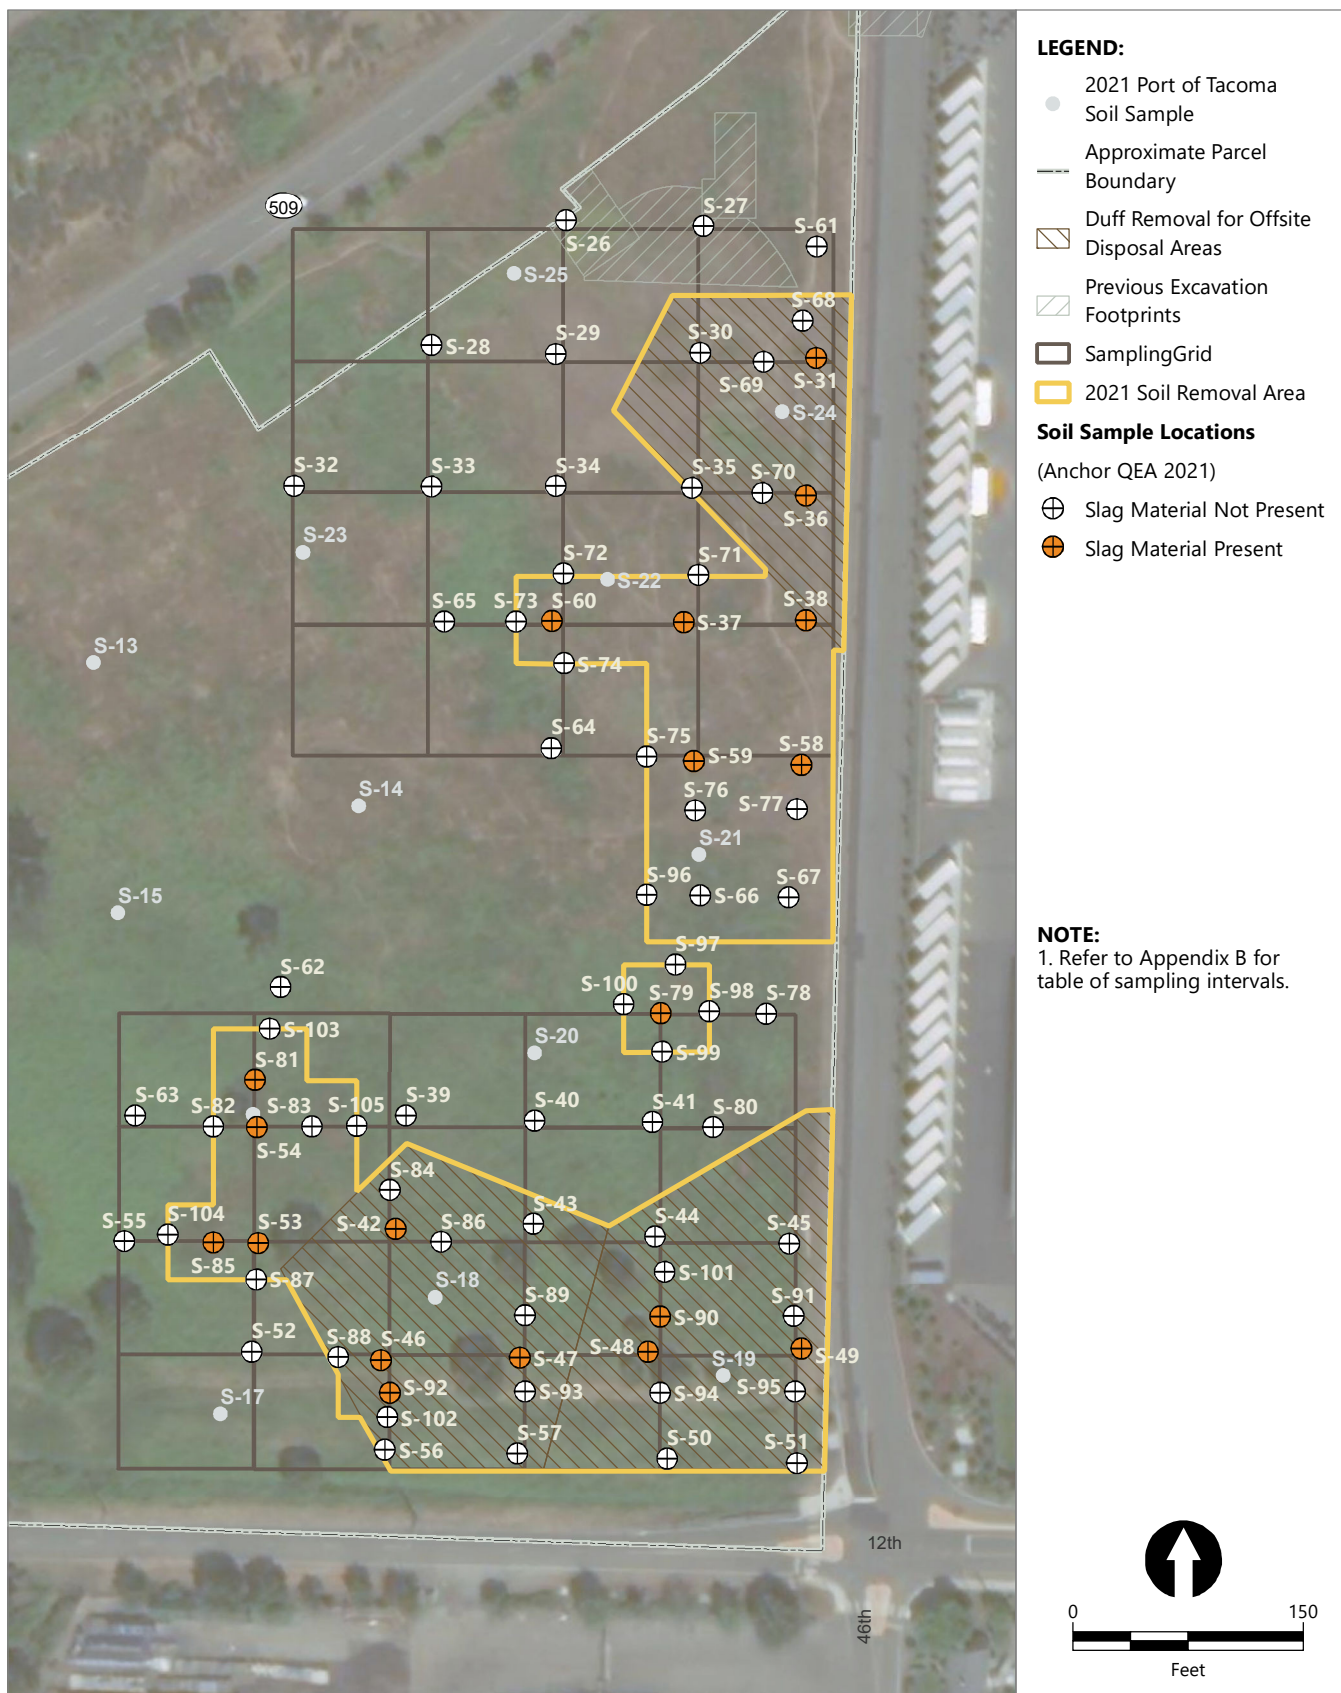 LEGEND:
2021 Port of Tacoma
Soil Sample
Approximate Parcel
Boundary
Duff Removal for Offsite
Disposal Areas
Previous Excavation
Footprints
SamplingGrid
2021 Soil Removal Area
Soil Sample Locations
(Anchor QEA 2021)
Slag Material Not Present
Slag Material Present
NOTE:
1. Refer to Appendix B for
table of sampling intervals.
0 150
Feet
509
S-27
S-61
S-26
S-25
S-68
S-28
S-29
S-30
S-69
S-31
S-24
S-32
S-33
S-34
S-35
S-70
S-36
S-23
S-72
S-22
S-71
S-65
S-73
S-60
S-37
S-38
S-13
S-74
S-64
S-75
S-59
S-58
S-14
S-76
S-77
S-21
S-96
S-66
S-67
S-15
S-97
S-62
S-100
S-79
S-98
S-78
S-103
S-20
S-99
S-81
S-63
S-82
S-83
S-105
S-39
S-40
S-41
S-80
S-54
S-84
S-55
S-104
S-53
S-42
S-86
S-43
S-44
S-45
S-85
S-87
S-101
S-18
S-89
S-90
S-91
S-52
S-88
S-46
S-47
S-48
S-49
S-19
S-92
S-93
S-94
S-95
S-17
S-102
S-56
S-57
S-50
S-51
12th
46th